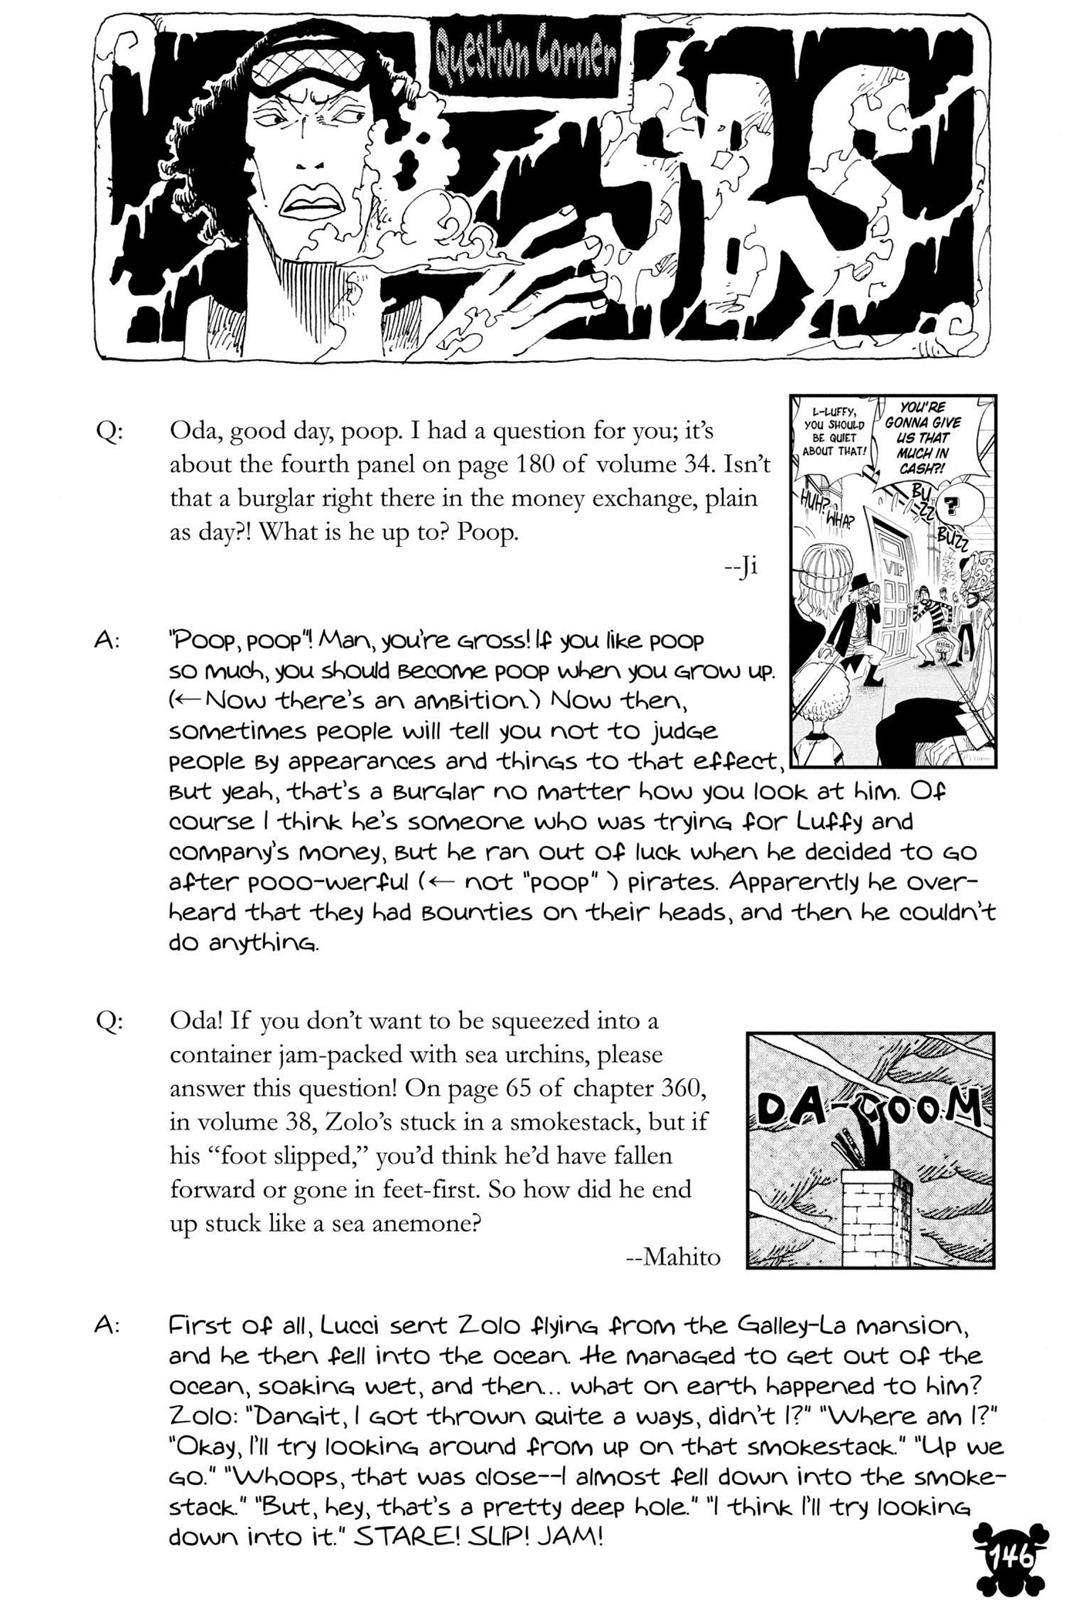 Question Corner
SBS
Q:
Oda, good day, poop. I had a question for you; it's
about the fourth panel on page 180 of volume 34. Isn't
that a burglar right there in the money exchange, plain
as day?! What is he up to? Poop.
--Ji
L-LUFFY,
YOU SHOULD
BE QUIET
ABOUT THAT!
YOU'RE
GONNA GIVE
US THAT
MUCH IN
CASH?!
HUH?
WHA?
BU
-ZZ
?
BUZZ
VIP
A:
"Poop, poop"! Man, you're gross! If you like poop
so much, you should become poop when you grow up.
(← Now there's an ambition.) Now then,
sometimes people will tell you not to judge
people by appearances and things to that effect,
but yeah, that's a burglar no matter how you look at him. Of
course I think he's someone who was trying for Luffy and
company's money, but he ran out of luck when he decided to go
after pooo-werful (← not "poop" ) pirates. Apparently he over-
heard that they had bounties on their heads, and then he couldn't
do anything.
Q:
Oda! If you don't want to be squeezed into a
container jam-packed with sea urchins, please
answer this question! On page 65 of chapter 360,
in volume 38, Zolo's stuck in a smokestack, but if
his “foot slipped,” you'd think he'd have fallen
forward or gone in feet-first. So how did he end
up stuck like a sea anemone?
--Mahito
DA-DOOM
A:
First of all, Lucci sent Zolo flying from the Galley-La mansion,
and he then fell into the ocean. He managed to get out of the
ocean, soaking wet, and then... what on earth happened to him?
Zolo: "Dangit, I got thrown quite a ways, didn't I?" "Where am I?"
"Okay, I'll try looking around from up on that smokestack." "Up we
go." "Whoops, that was close--I almost fell down into the smoke-
stack." "But, hey, that's a pretty deep hole." "I think I'll try looking
down into it." STARE! SLIP! JAM!
146